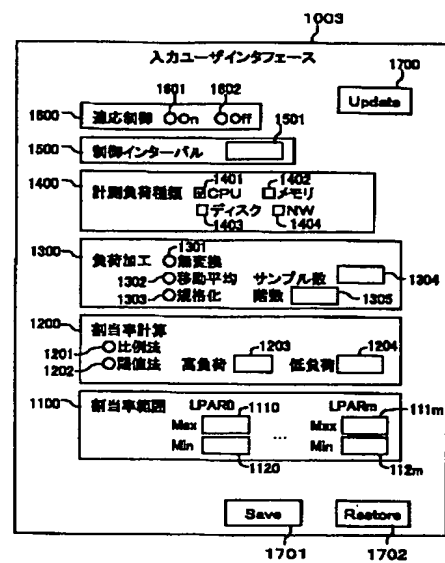 1003
入力ユーザインタフェース
1700
Update
1601 1602
1600 適応制御 On Off
1501
1500 制御インターバル
1400 計測負荷種類 1401 CPU 1402 メモリ
ディスク NW
1403 1404
1301
1300 負荷加工 無変換
1302 移動平均 サンプル数 1304
1303 規格化 階数 1305
1200 割当率計算
1201 比例法 1203 1204
1202 閾値法 高負荷 低負荷
1100 割当率範囲
LPAR0 1110 LPARm 111m
Max Max
Min … Min
1120 112m
Save Restore
1701 1702